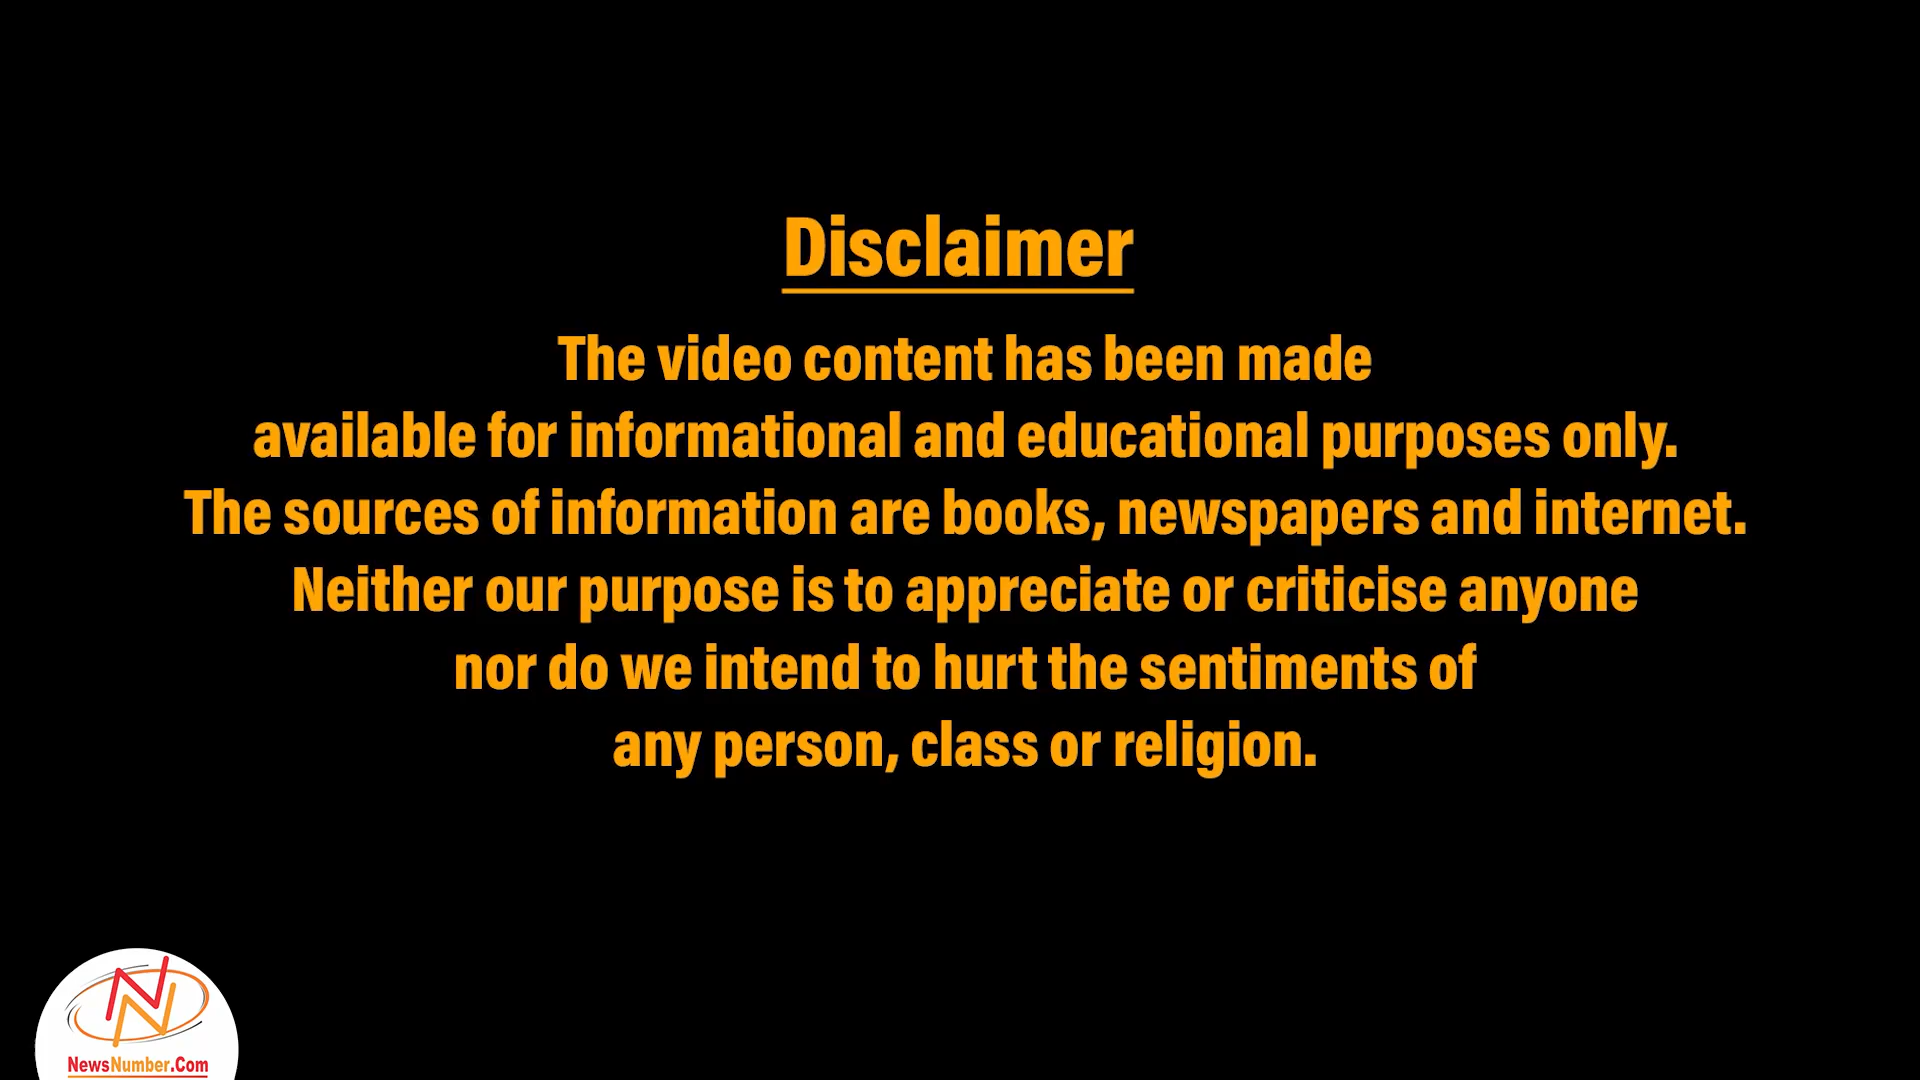 Disclaimer
The video content has been made
available for informational and educational purposes only.
The sources of information are books, newspapers and internet.
Neither our purpose is to appreciate or criticise anyone
nor do we intend to hurt the sentiments of
any person, class or religion.
NN
NewsNumber.Com